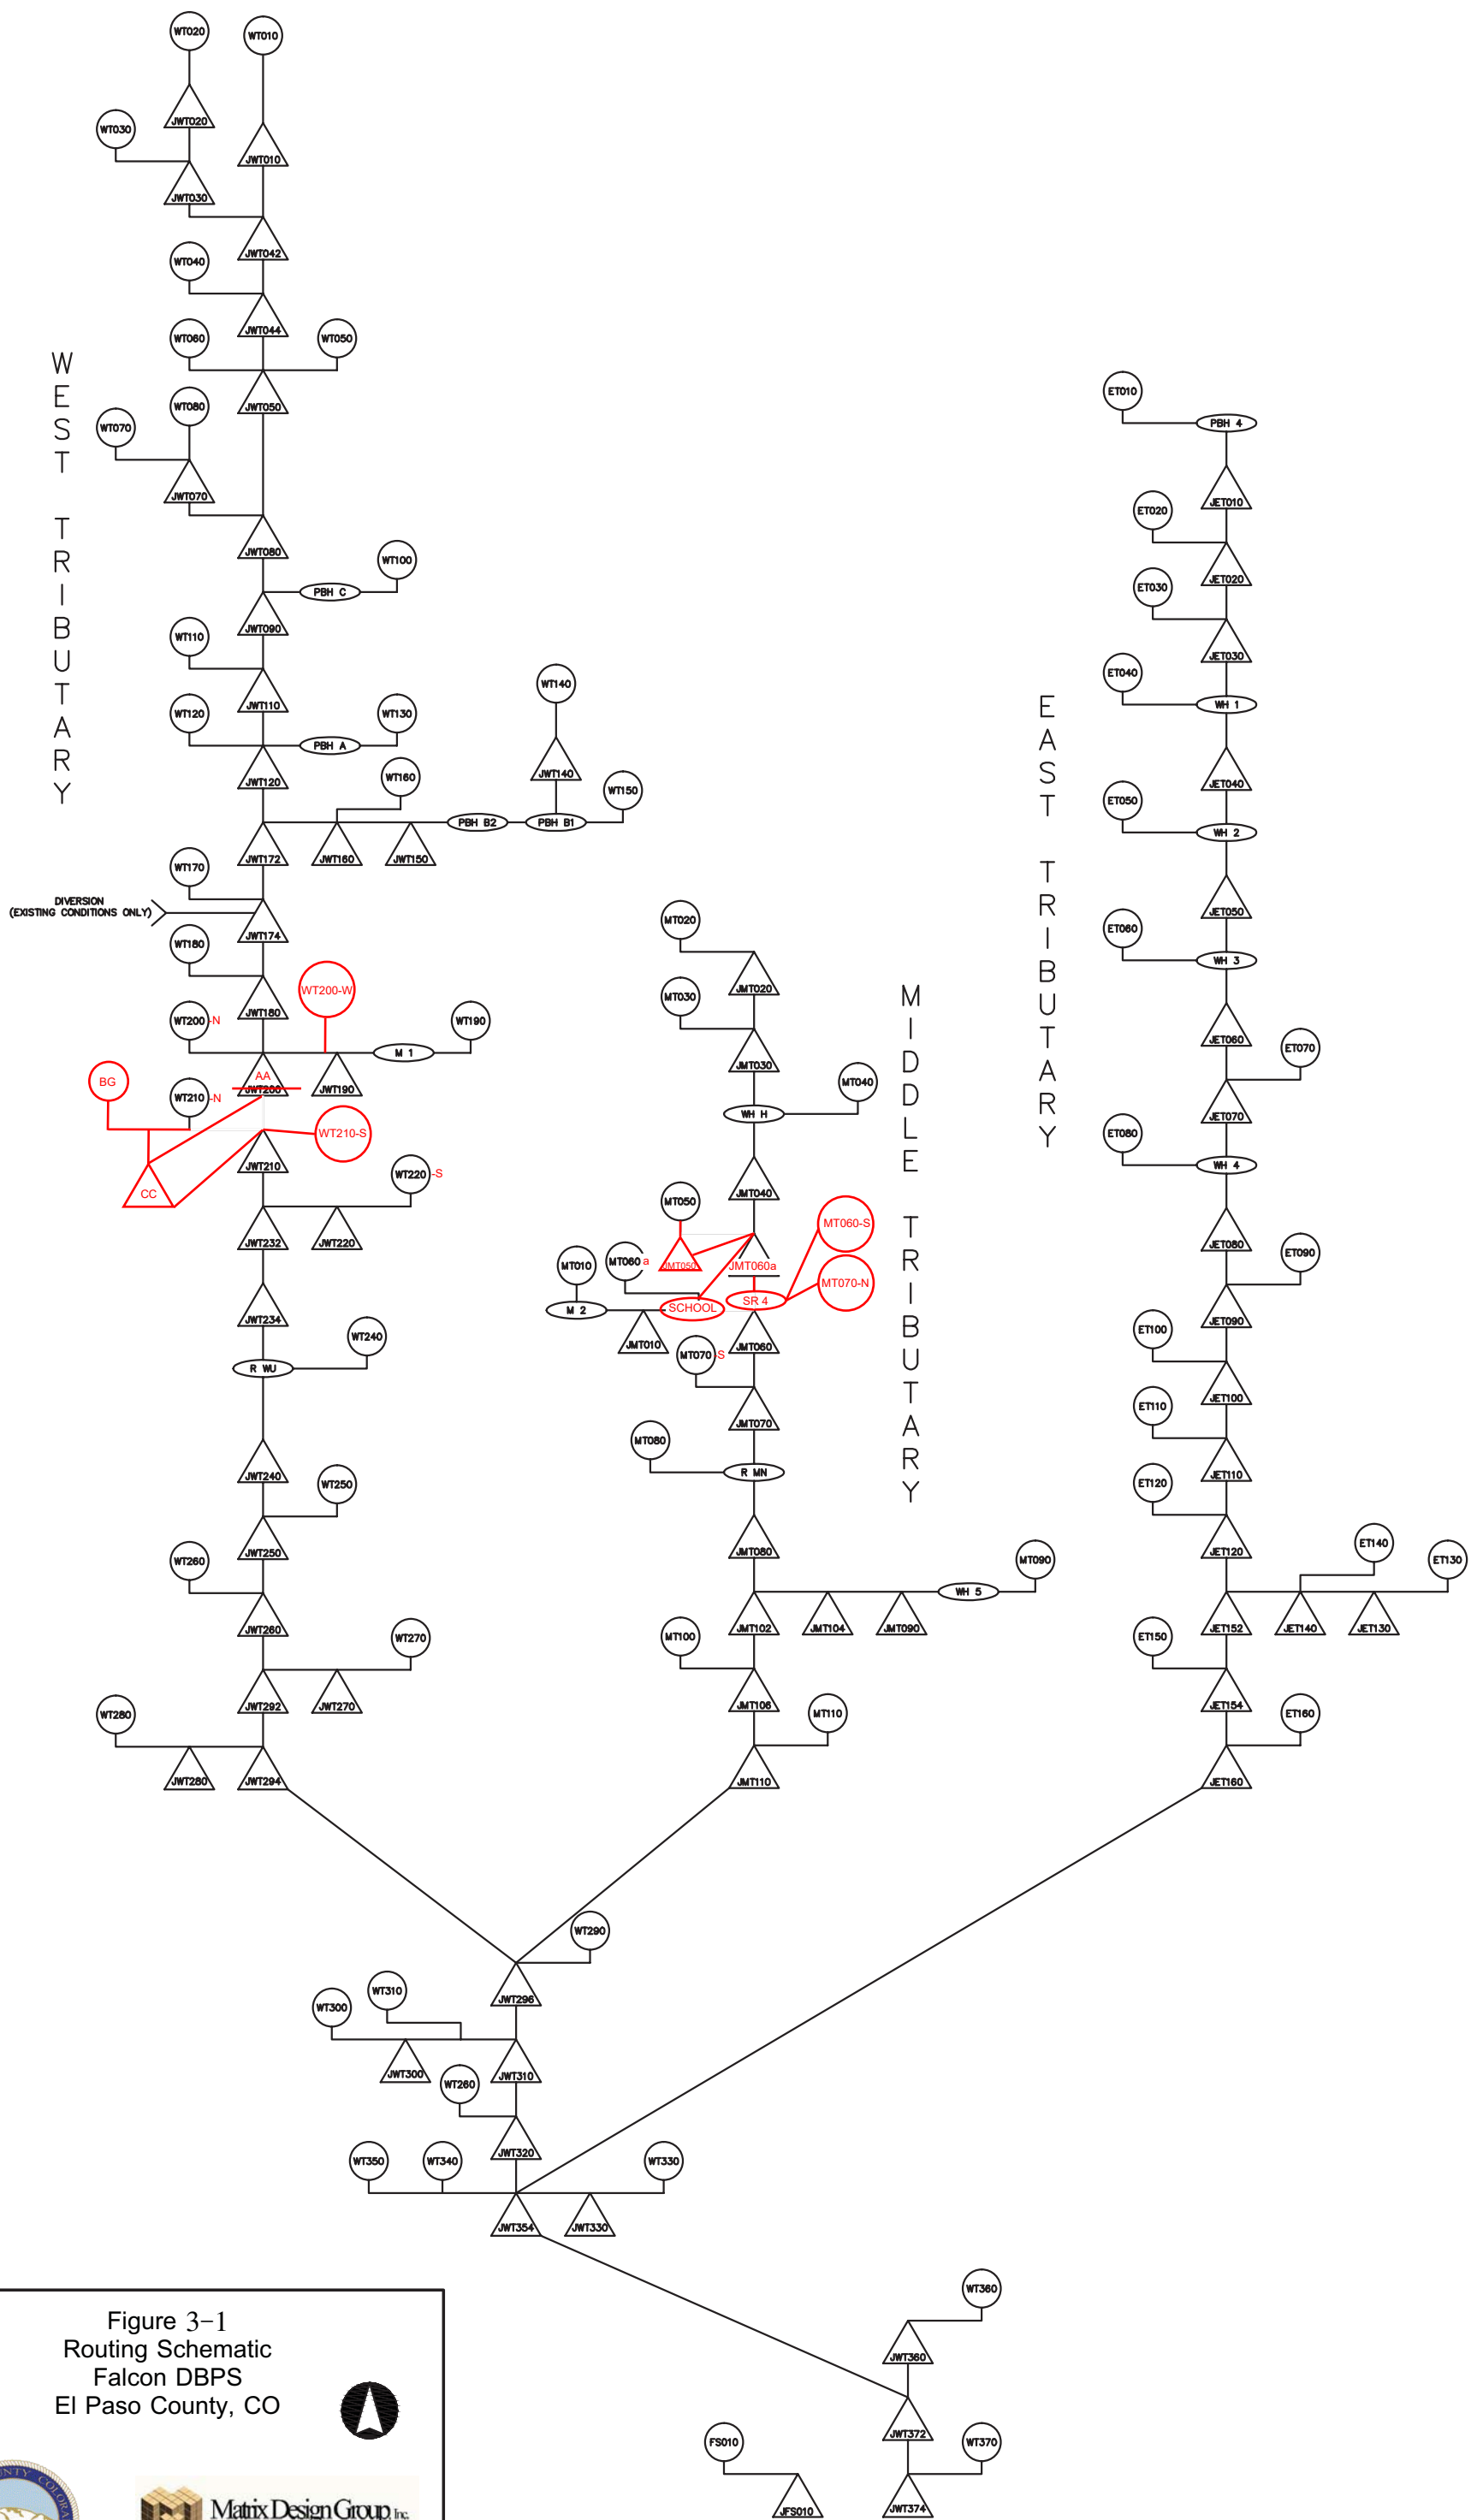 WT020
WT010
WT030
JWT020
JWT010
JWT030
JWT042
WT040
JWT044
WT060
WT050
JWT050
WT080
WT070
JWT070
JWT080
WT100
PBH C
JWT090
WT110
JWT110
WT120
WT130
PBH A
JWT120
WT140
JWT140
WT160
WT150
PBH B2
PBH B1
JWT172
JWT160
JWT150
WT170
DIVERSION
(EXISTING CONDITIONS ONLY)
JWT174
WT180
WT200-W
JWT180
WT200-N
WT190
M 1
AA
JWT200
JWT190
BG
WT210-N
WT210-S
JWT210
CC
WT220-S
JWT232
JWT220
JWT234
WT240
R WU
JWT240
WT250
JWT250
WT260
JWT260
WT270
JWT292
JWT270
WT280
JWT280
JWT294
WEST TRIBUTARY
MT020
JMT020
MT030
JMT030
MT040
WH H
JMT040
MT050
MT060-S
JMT050
JMT060a
MT060 a
MT010
MT070-N
SR 4
SCHOOL
M 2
JMT010
JMT060
MT070-S
JMT070
MT080
R MN
JMT080
MT090
WH 5
JMT102
JMT104
JMT090
MT100
JMT106
MT110
JMT110
MIDDLE TRIBUTARY
ET010
PBH 4
JET010
ET020
JET020
ET030
JET030
ET040
WH 1
JET040
ET050
WH 2
JET050
ET060
WH 3
JET060
ET070
JET070
ET080
WH 4
JET080
ET090
JET090
ET100
JET100
ET110
JET110
ET120
JET120
ET140
ET130
JET152
JET140
JET130
ET150
JET154
ET160
JET160
EAST TRIBUTARY
WT290
JWT296
WT310
WT300
JWT300
JWT310
WT260
JWT320
WT350
WT340
WT330
JWT354
JWT330
WT360
JWT360
JWT372
FS010
WT370
JFS010
JWT374
Figure 3-1
Routing Schematic
Falcon DBPS
El Paso County, CO
Matrix Design Group, Inc.